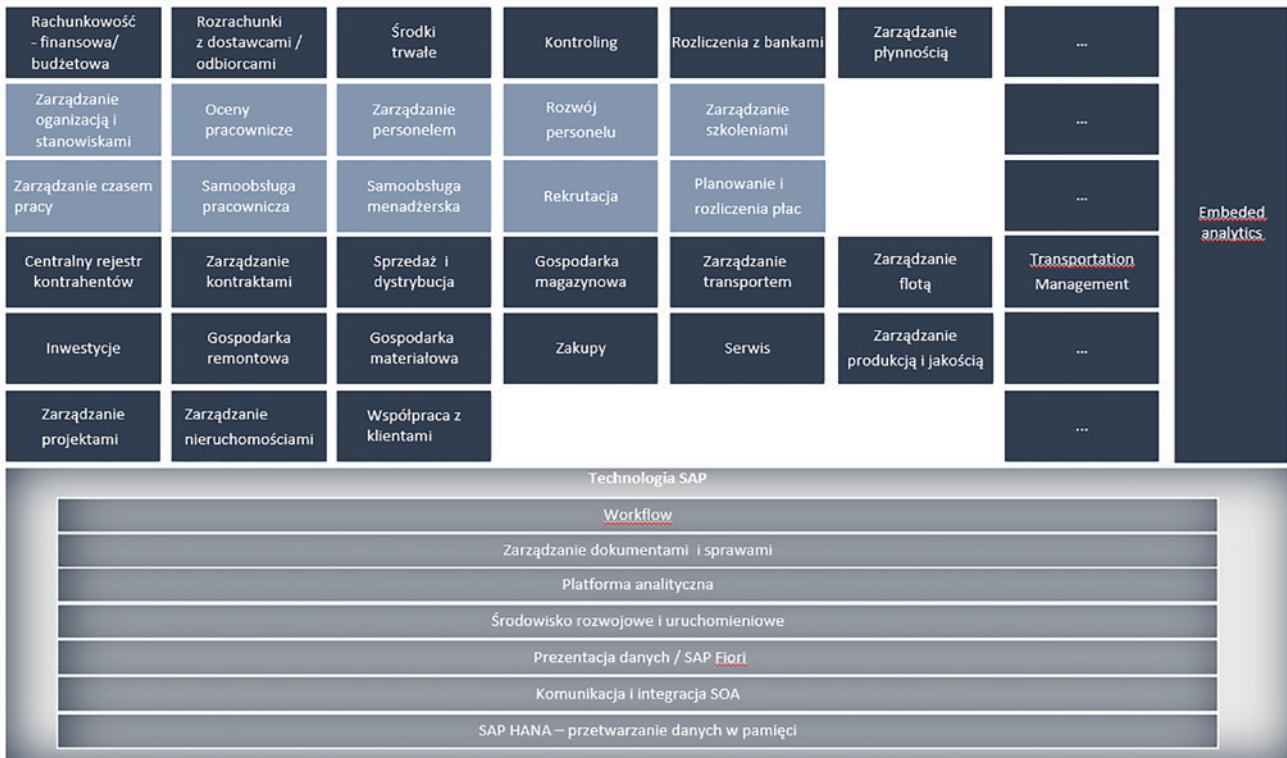 Rachunkowość
- finansowa/
budżetowa
Rozrachunki
z dostawcami /
odbiorcami
Środki
trwałe
Kontroling
Rozliczenia z bankami
Zarządzanie
płynnością
...
Zarządzanie
oganizacją i
stanowiskami
Oceny
pracownicze
Zarządzanie
personelem
Rozwój
personelu
Zarządzanie
szkoleniami
...
Zarządzanie czasem
pracy
Samoobsługa
pracownicza
Samoobsługa
menadżerska
Rekrutacja
Planowanie i
rozliczenia płac
...
Embeded
analytics
Centralny rejestr
kontrahentów
Zarządzanie
kontraktami
Sprzedaż i
dystrybucja
Gospodarka
magazynowa
Zarządzanie
transportem
Zarządzanie
flotą
Transportation
Management
Inwestycje
Gospodarka
remontowa
Gospodarka
materiałowa
Zakupy
Serwis
Zarządzanie
produkcją i jakością
...
Zarządzanie
projektami
Zarządzanie
nieruchomościami
Współpraca z
klientami
...
Technologia SAP
Workflow
Zarządzanie dokumentami i sprawami
Platforma analityczna
Środowisko rozwojowe i uruchomieniowe
Prezentacja danych / SAP Fiori
Komunikacja i integracja SOA
SAP HANA – przetwarzanie danych w pamięci